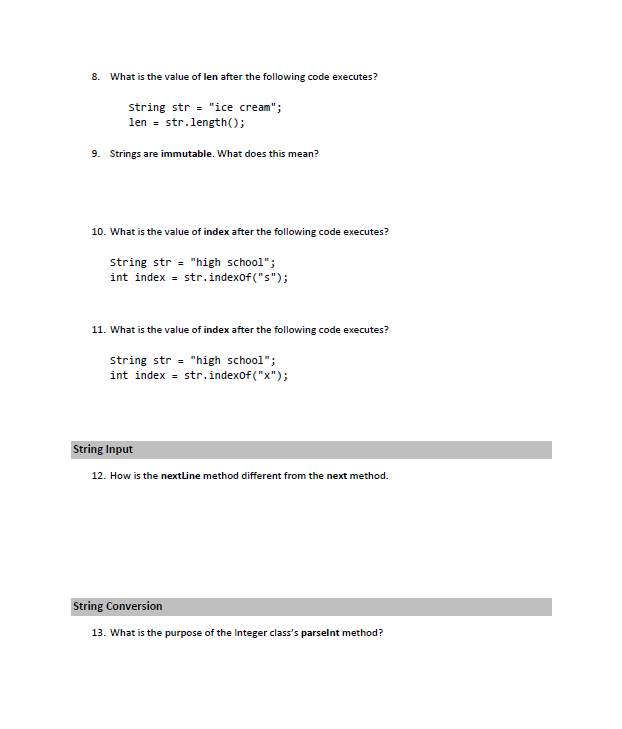 8. What is the value of len after the following code executes?
String str = "ice cream";
len = str.length();
9. Strings are immutable. What does this mean?
10. What is the value of index after the following code executes?
String str = "high school";
int index = str.indexOf("s");
11. What is the value of index after the following code executes?
String str = "high school";
int index = str.indexOf("x");
String Input
12. How is the nextLine method different from the next method.
String Conversion
13. What is the purpose of the Integer class's parseInt method?